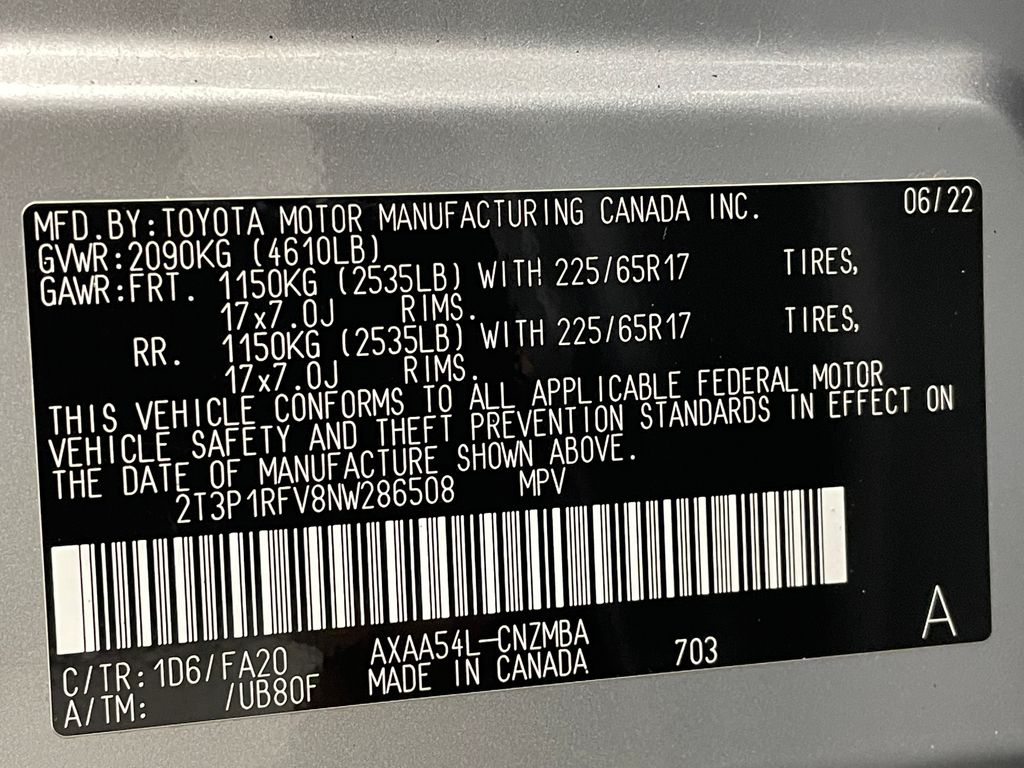 MFD.BY:TOYOTA MOTOR MANUFACTURING CANADA INC. 06/22
GVWR:2090KG (4610LB)
GAWR:FRT. 1150KG (2535LB) WITH 225/65R17 TIRES,
17x7.0J RIMS.
RR. 1150KG (2535LB) WITH 225/65R17 TIRES,
17x7.0J RIMS.
THIS VEHICLE CONFORMS TO ALL APPLICABLE FEDERAL MOTOR
VEHICLE SAFETY AND THEFT PREVENTION STANDARDS IN EFFECT ON
THE DATE OF MANUFACTURE SHOWN ABOVE.
2T3P1RFV8NW286508 MPV
A
C/TR:1D6/FA20 AXAA54L-CNZMBA 703
A/TM: /UB80F MADE IN CANADA